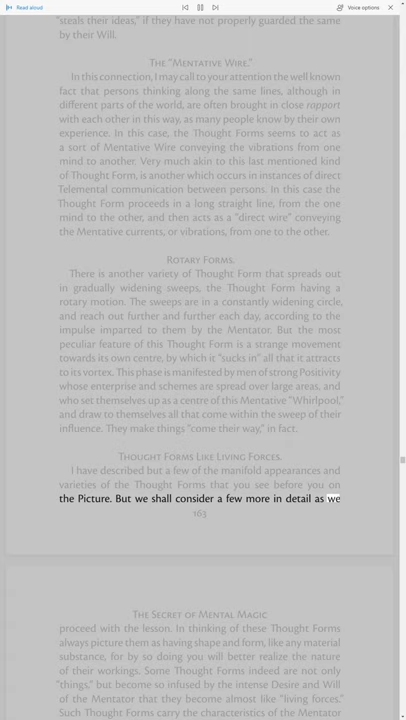 Read aloud
Voice options
"steals their ideas," if they have not properly guarded the same
by their Will.
The "Mentative Wire."
In this connection, I may call to your attention the well known
fact that persons thinking along the same lines, although in
different parts of the world, are often brought in close rapport
with each other in this way, as many people know by their own
experience. In this case, the Thought Forms seems to act as
a sort of Mentative Wire conveying the vibrations from one
mind to another. Very much akin to this last mentioned kind
of Thought Form, is another which occurs in instances of direct
Telemental communication between persons. In this case the
Thought Form proceeds in a long straight line, from the one
mind to the other, and then acts as a "direct wire" conveying
the Mentative currents, or vibrations, from one to the other.
Rotary Forms.
There is another variety of Thought Form that spreads out
in gradually widening sweeps, the Thought Form having a
rotary motion. The sweeps are in a constantly widening circle,
and reach out further and further each day, according to the
impulse imparted to them by the Mentator. But the most
peculiar feature of this Thought Form is a strange movement
towards its own centre, by which it "sucks in" all that it attracts
to its vortex. This phase is manifested by men of strong Positivity
whose enterprise and schemes are spread over large areas, and
who set themselves up as a centre of this Mentative "Whirlpool,"
and draw to themselves all that come within the sweep of their
influence. They make things "come their way," in fact.
Thought Forms Like Living Forces.
I have described but a few of the manifold appearances and
varieties of the Thought Forms that you see before you on
the Picture. But we shall consider a few more in detail as we
163
The Secret of Mental Magic
proceed with the lesson. In thinking of these Thought Forms
always picture them as having shape and form, like any material
substance, for by so doing you will better realize the nature
of their workings. Some Thought Forms indeed are not only
"things," but become so infused by the intense Desire and Will
of the Mentator that they become almost like "living forces."
Such Thought Forms carry the characteristics of the Mentator